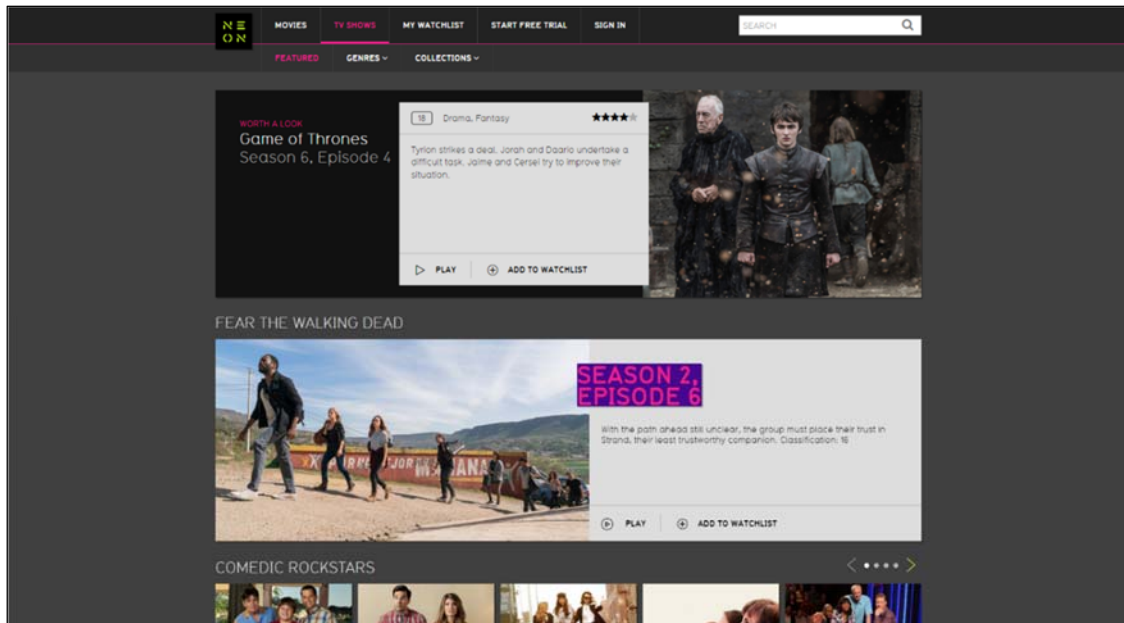 NEON
MOVIES TV SHOWS MY WATCHLIST START FREE TRIAL SIGN IN SEARCH
FEATURED GENRES COLLECTIONS
WORTH A LOOK
Game of Thrones
Season 6, Episode 4
18 Drama, Fantasy
Tyrion strikes a deal. Jorah and Daario undertake a
difficult task. Jaime and Cersei try to improve their
situation.
PLAY ADD TO WATCHLIST
FEAR THE WALKING DEAD
SEASON 2,
EPISODE 6
With the path ahead still unclear, the group must place their trust in
Strand, their least trustworthy companion. Classification: 16
PLAY ADD TO WATCHLIST
COMEDIC ROCKSTARS